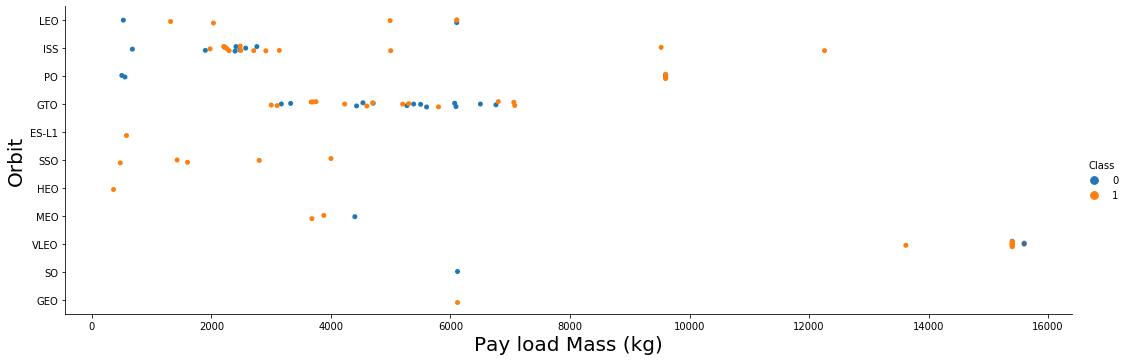 LEO
ISS
PO
GTO
ES-L1
SSO
HEO
MEO
VLEO
SO
GEO
Orbit
0 2000 4000 6000 8000 10000 12000 14000 16000
Pay load Mass (kg)
Class
0
1